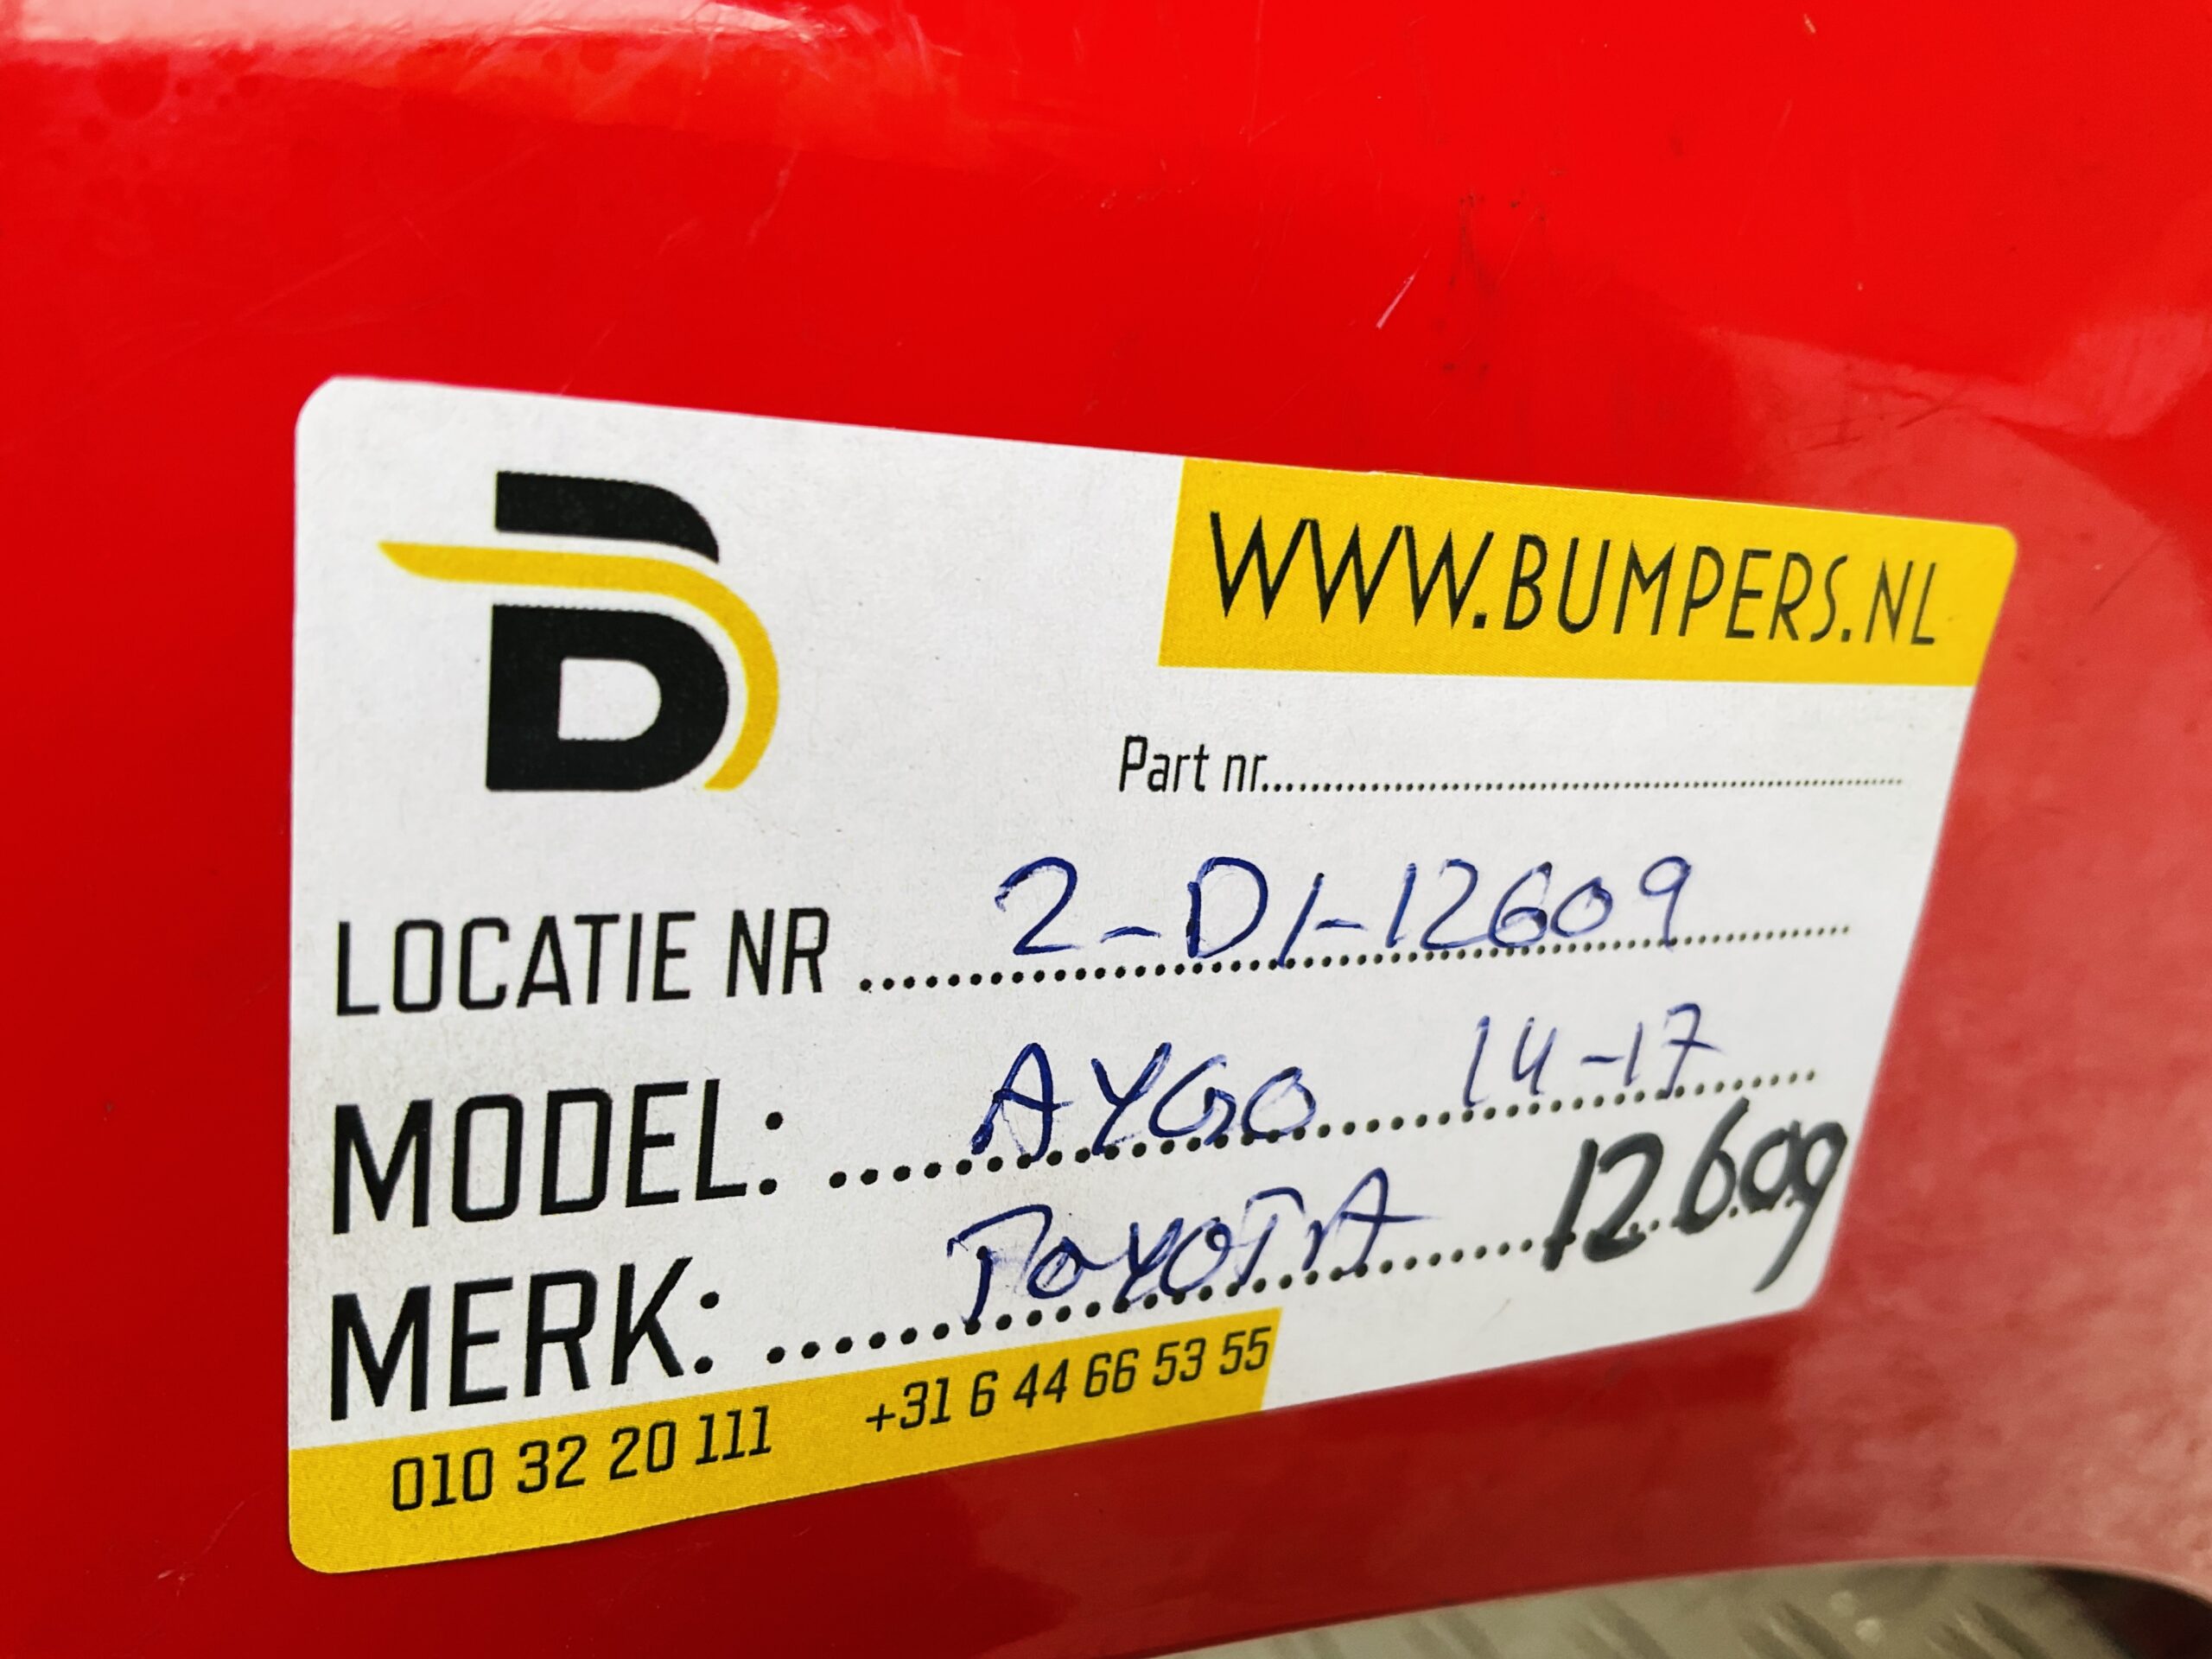 B
WWW.BUMPERS.NL
Part nr..........
LOCATIE NR .......... 2-D1-12609
MODEL: .......... AYGO 14-17
MERK: .......... TOYOTA 12609
010 32 20 111 +31 6 44 66 53 55